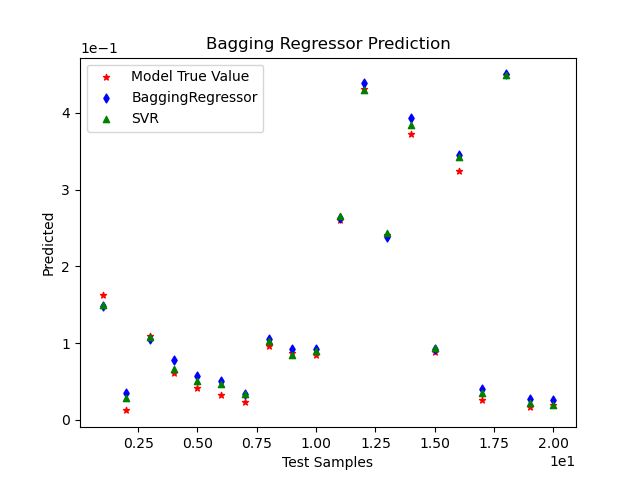 Bagging Regressor Prediction
1e−1
Model True Value
BaggingRegressor
SVR
4
3
2
1
0
Predicted
0.25 0.50 0.75 1.00 1.25 1.50 1.75 2.00
Test Samples
1e1